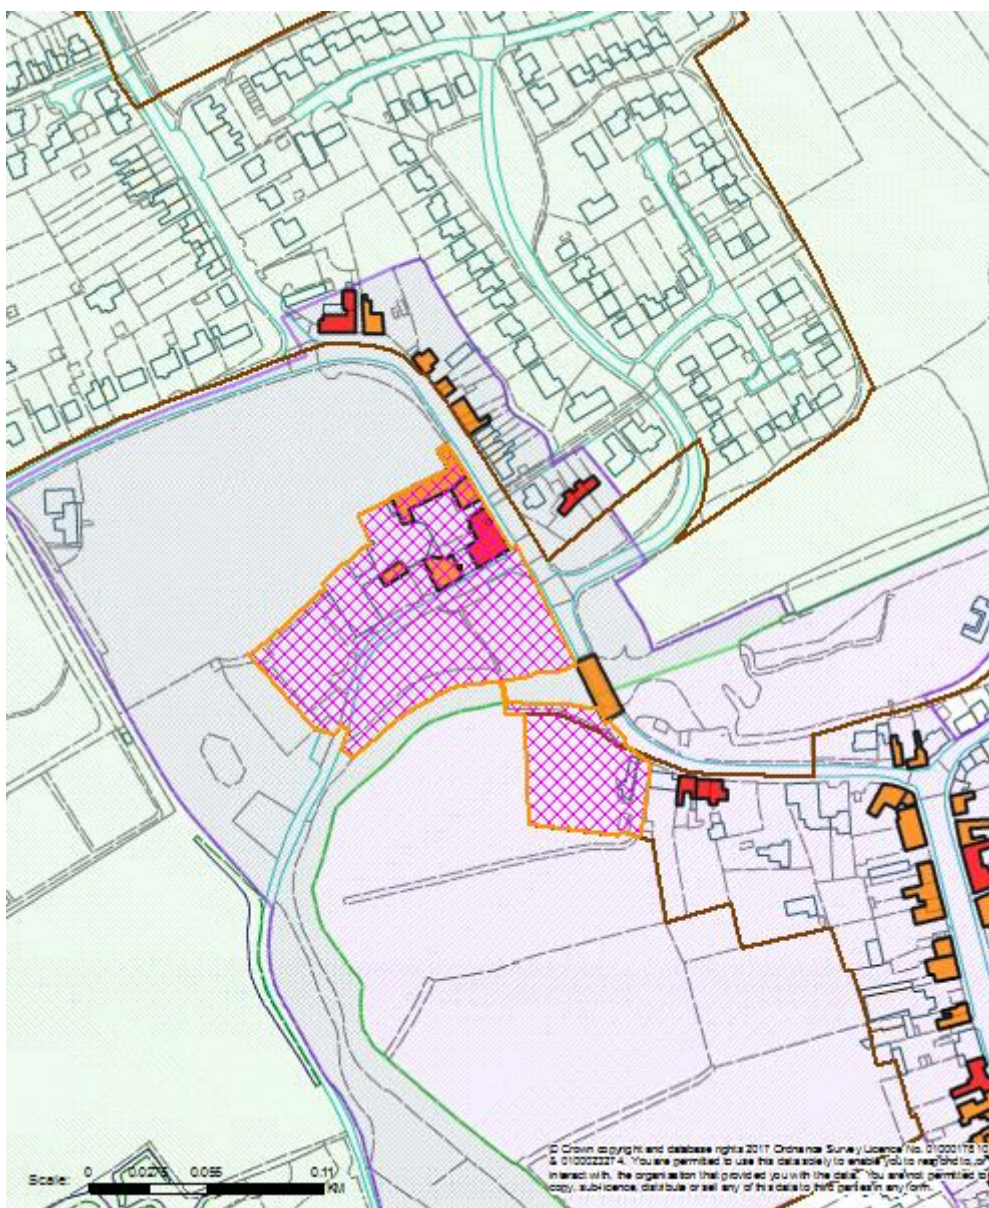 © Crown copyright and database rights 2017 Ordnance Survey Licence No. 0100017810
& 0100023274. You are permitted to use this data solely to enable you to respond to, or
interact with, the organisation that provided you with the data. You are not permitted to
copy, sub-licence, distribute or sell any of this data to third parties in any form.
Scale: 0 0.0275 0.055 0.11
KM